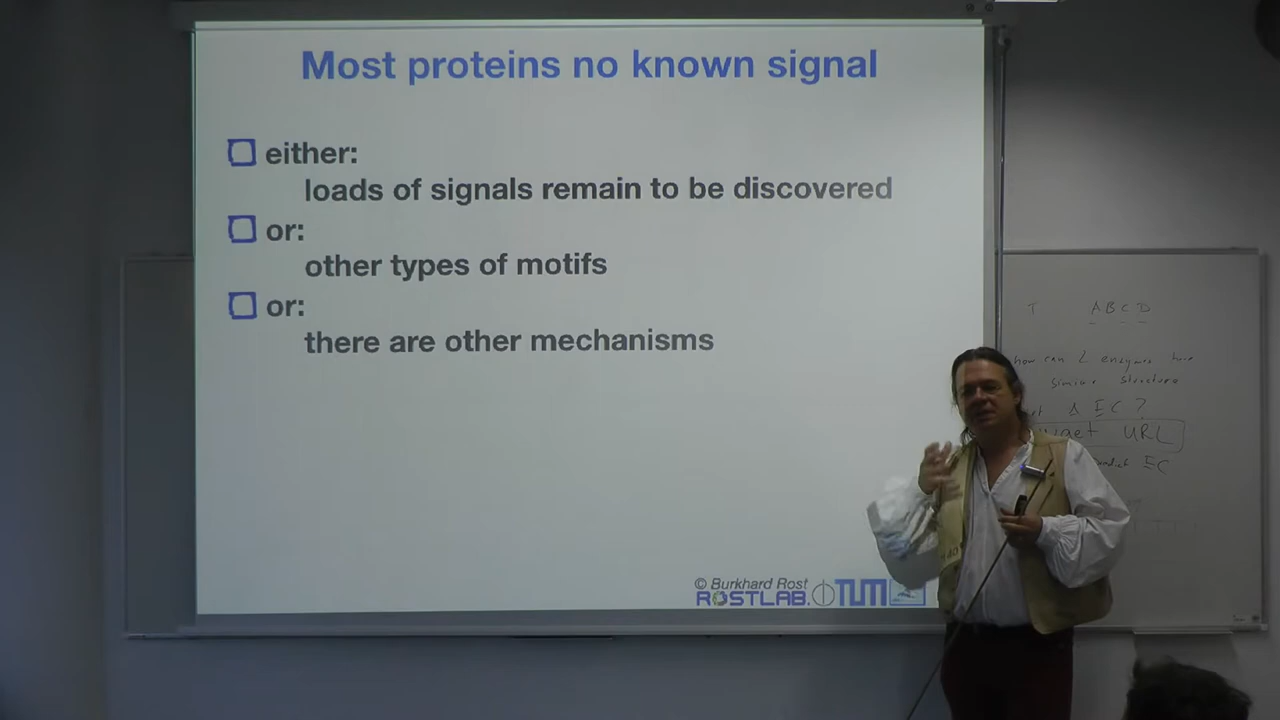 Most proteins no known signal
either:
loads of signals remain to be discovered
or:
other types of motifs
or:
there are other mechanisms
© Burkhard Rost
ROSTLAB. TUM
T ABCD
how can 2 enzymes have
similar structure
EC ?
URL
EC